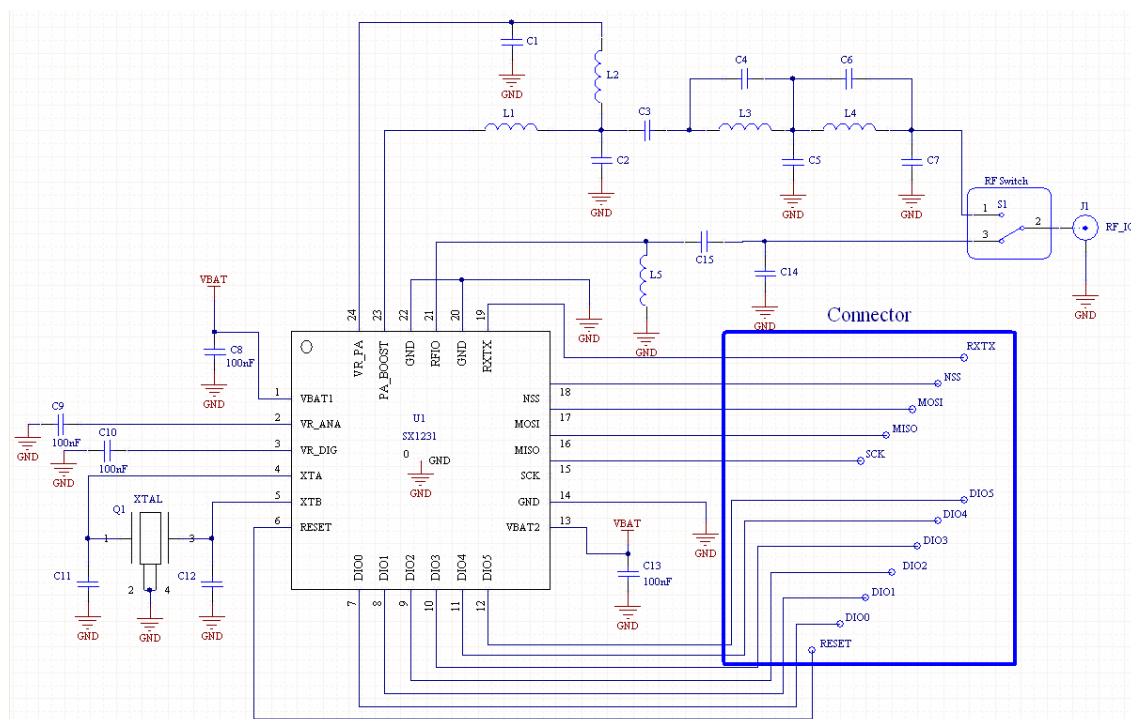 C1
GND
L2
C4
C6
L1
C3
L3
L4
C2
C5
C7
GND
GND
GND
RF Switch
1
S1
2
3
J1
RF_IO
C15
L5
C14
GND
GND
GND
GND
VBAT
C8
100nF
GND
24
23
22
21
20
19
VR_PA
PA_BOOST
GND
RFIO
GND
RXTX
Connector
RXTX
NSS
MOSI
MISO
SCK
DIO5
DIO4
DIO3
DIO2
DIO1
DIO0
RESET
C9
100nF
GND
C10
100nF
GND
1
VBAT1
2
VR_ANA
3
VR_DIG
4
XTA
5
XTB
6
RESET
U1
SX1231
0
GND
GND
NSS
18
MOSI
17
MISO
16
SCK
15
GND
14
VBAT2
13
GND
VBAT
C13
100nF
GND
XTAL
Q1
1
3
2
4
C11
C12
GND
GND
GND
DIO0
DIO1
DIO2
DIO3
DIO4
DIO5
7
8
9
10
11
12